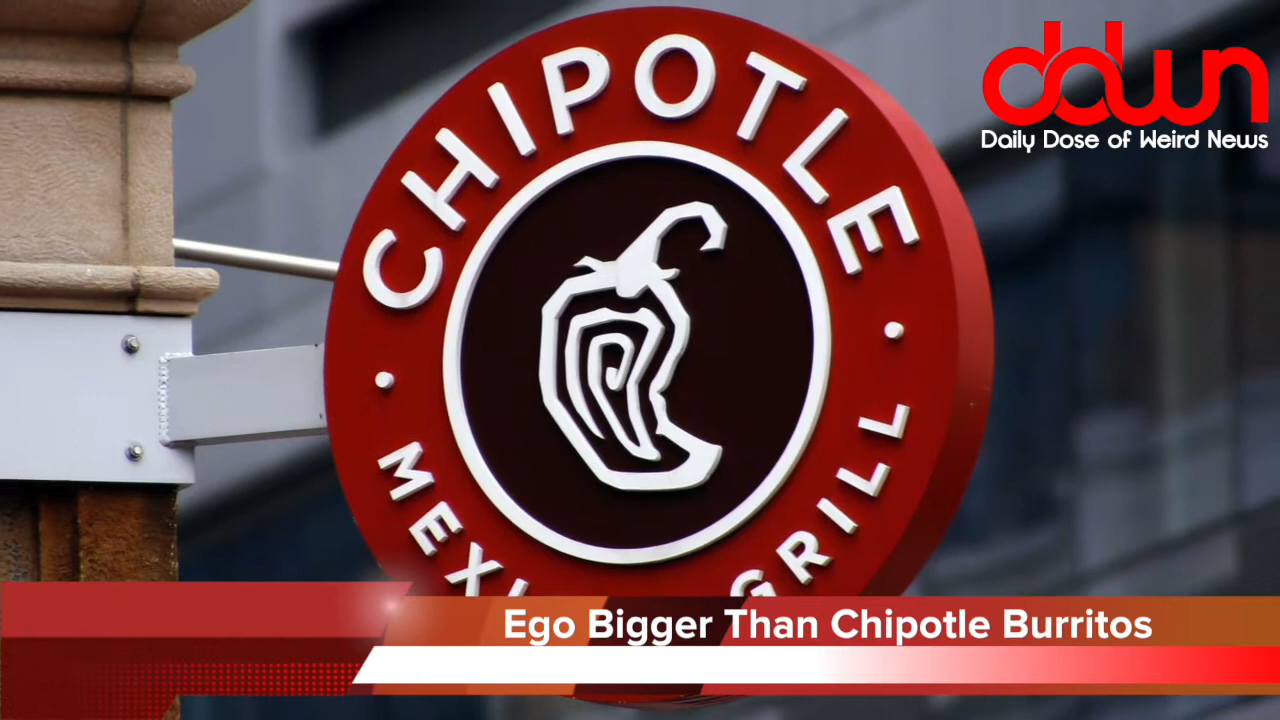 CHIPOTLE
MEXI GRILL
ddwn
Daily Dose of Weird News
Ego Bigger Than Chipotle Burritos